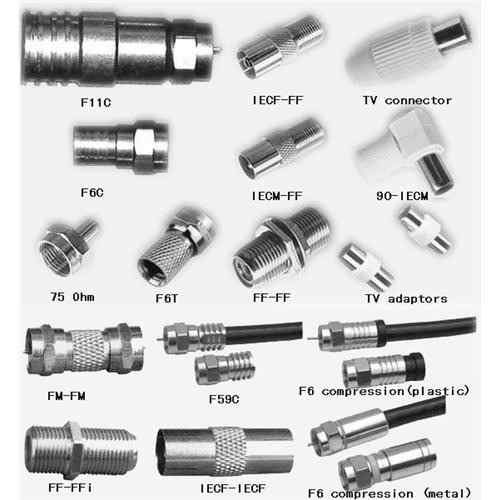 F11C
IECF-FF
TV connector
F6C
IECM-FF
90-IECM
75 Ohm
F6T
FF-FF
TV adaptors
FM-FM
F59C
F6 compression(plastic)
FF-FFi
IECF-IECF
F6 compression (metal)